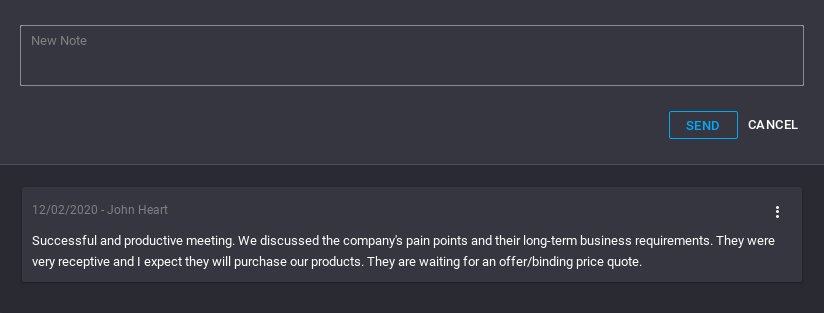 New Note
SEND CANCEL
12/02/2020 - John Heart
Successful and productive meeting. We discussed the company's pain points and their long-term business requirements. They were
very receptive and I expect they will purchase our products. They are waiting for an offer/binding price quote.